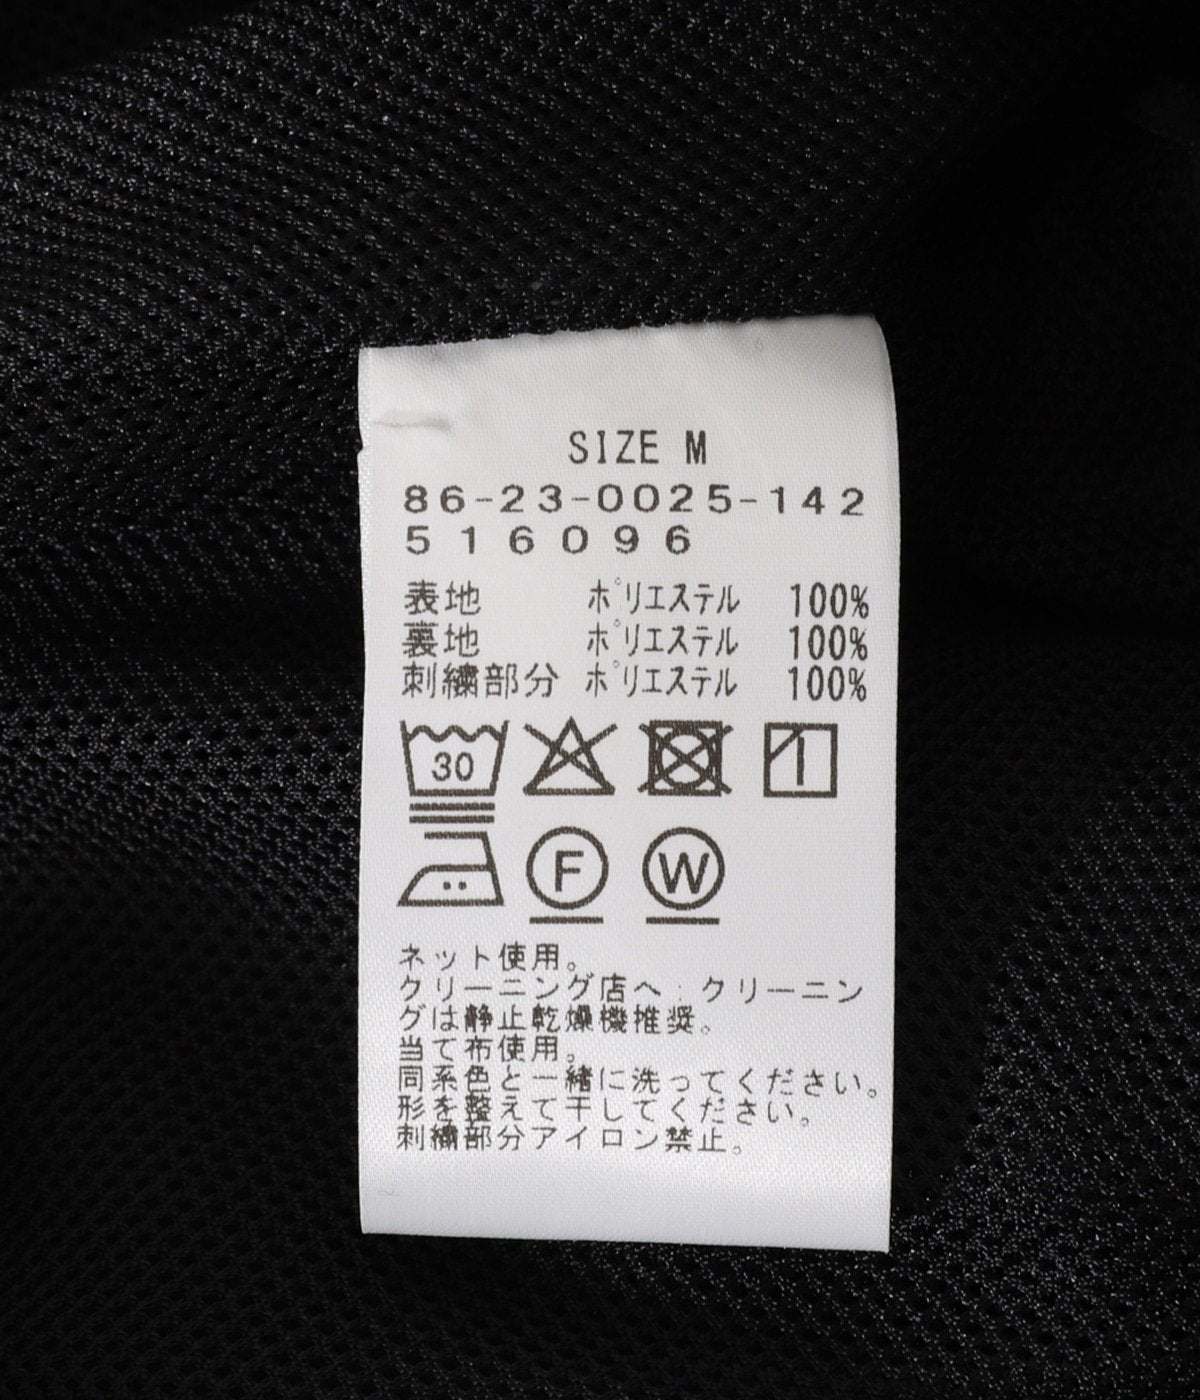 SIZE M
86-23-0025-142
516096
表地 ポリエステル 100%
裏地 ポリエステル 100%
刺繍部分 ポリエステル 100%
30
F W
ネット使用。
クリーニング店へ:クリーニン
グは静止乾燥機推奨。
当て布使用。
同系色と一緒に洗ってください。
形を整えて干してください。
刺繍部分アイロン禁止。